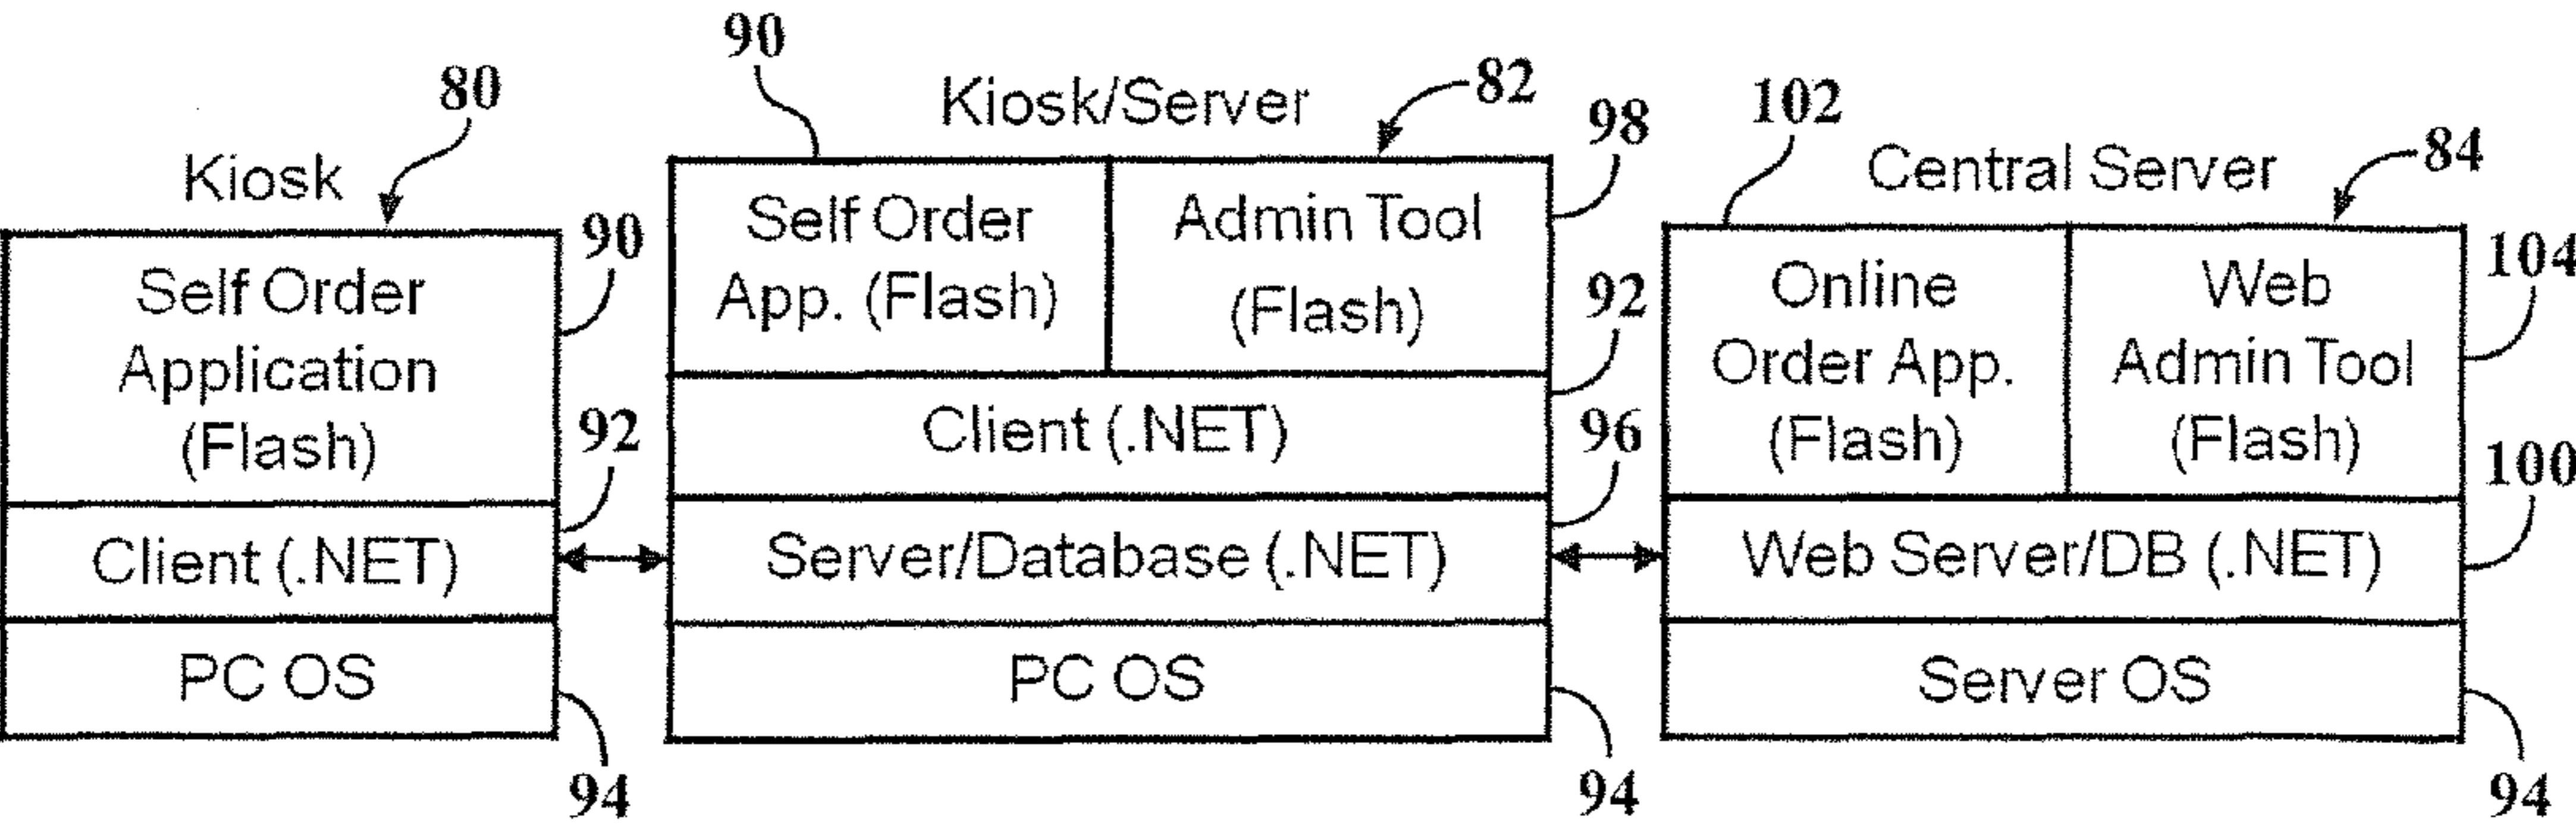 Kiosk
80
Self Order
Application
(Flash)
90
Client (.NET)
92
PC OS
94
Kiosk/Server
90
82
Self Order
App. (Flash)
Admin Tool
(Flash)
98
Client (.NET)
92
Server/Database (.NET)
96
PC OS
94
Central Server
102
84
Online
Order App.
(Flash)
Web
Admin Tool
(Flash)
104
Web Server/DB (.NET)
100
Server OS
94